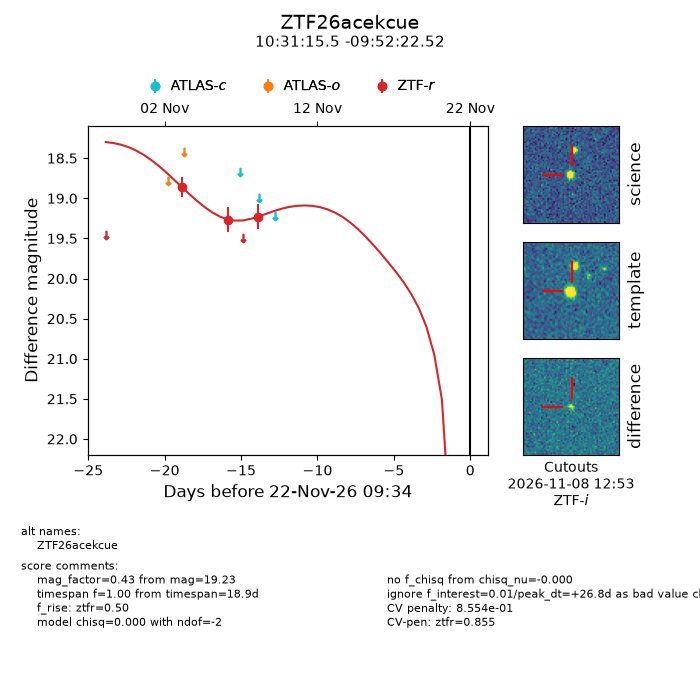 ZTF26acekcue
10:31:15.5 -09:52:22.52
ATLAS-c
ATLAS-o
ZTF-r
02 Nov
12 Nov
22 Nov
18.5
19.0
19.5
20.0
20.5
21.0
21.5
22.0
Difference magnitude
−25
−20
−15
−10
−5
0
Days before 22-Nov-26 09:34
science
template
difference
Cutouts
2026-11-08 12:53
ZTF-i
alt names:
ZTF26acekcue
score comments:
mag_factor=0.43 from mag=19.23
timespan f=1.00 from timespan=18.9d
f_rise: ztfr=0.50
model chisq=0.000 with ndof=-2
no f_chisq from chisq_nu=-0.000
ignore f_interest=0.01/peak_dt=+26.8d as bad value
CV penalty: 8.554e-01
CV-pen: ztfr=0.855